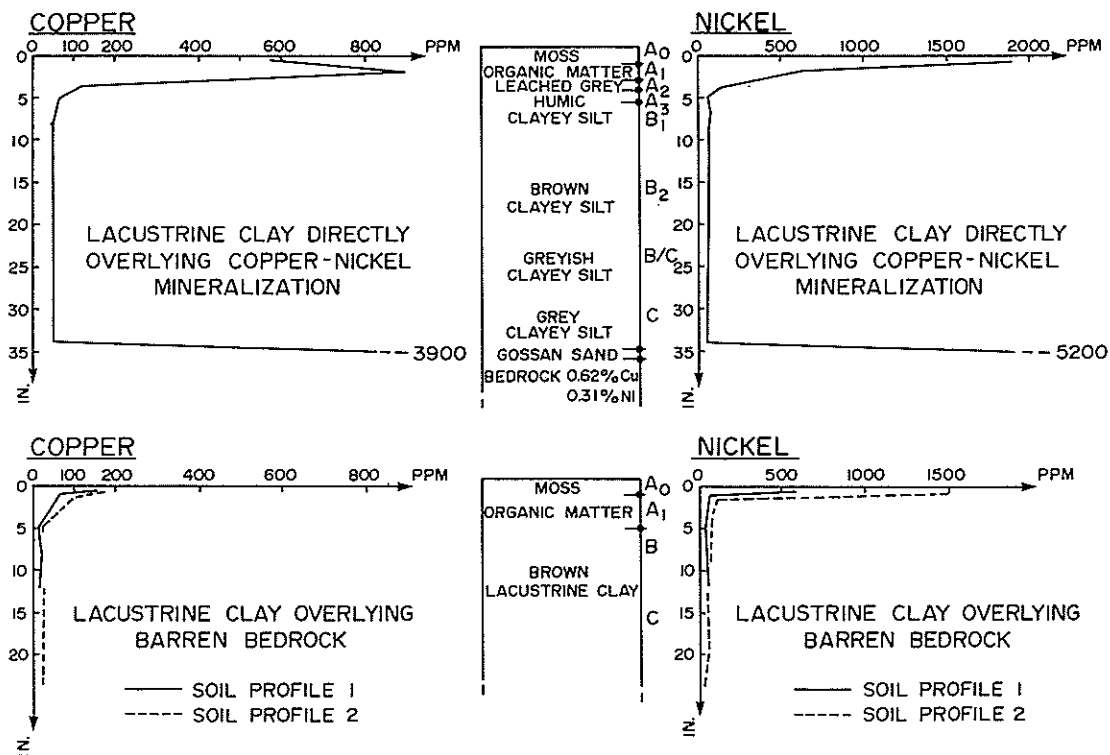 COPPER
0 200 400 600 800 PPM
0
5
10
15
20
25
30
35
IN.
LACUSTRINE CLAY DIRECTLY
OVERLYING COPPER-NICKEL
MINERALIZATION
3900
MOSS
ORGANIC MATTER
LEACHED GREY
HUMIC
CLAYEY SILT
BROWN
CLAYEY SILT
GREYISH
CLAYEY SILT
GREY
CLAYEY SILT
GOSSAN SAND
BEDROCK 0.62% Cu
0.31% NI
A0
A1
A2
A3
B1
B2
B/C
C
NICKEL
0 500 1000 1500 2000 PPM
0
5
10
15
20
25
30
35
IN.
LACUSTRINE CLAY DIRECTLY
OVERLYING COPPER-NICKEL
MINERALIZATION
5200
COPPER
0 200 400 600 800 PPM
0
5
10
15
20
IN.
LACUSTRINE CLAY OVERLYING
BARREN BEDROCK
SOIL PROFILE 1
SOIL PROFILE 2
MOSS
ORGANIC MATTER
BROWN
LACUSTRINE CLAY
A0
A1
B
C
NICKEL
0 500 1000 1500 PPM
0
5
10
15
20
IN.
LACUSTRINE CLAY OVERLYING
BARREN BEDROCK
SOIL PROFILE 1
SOIL PROFILE 2